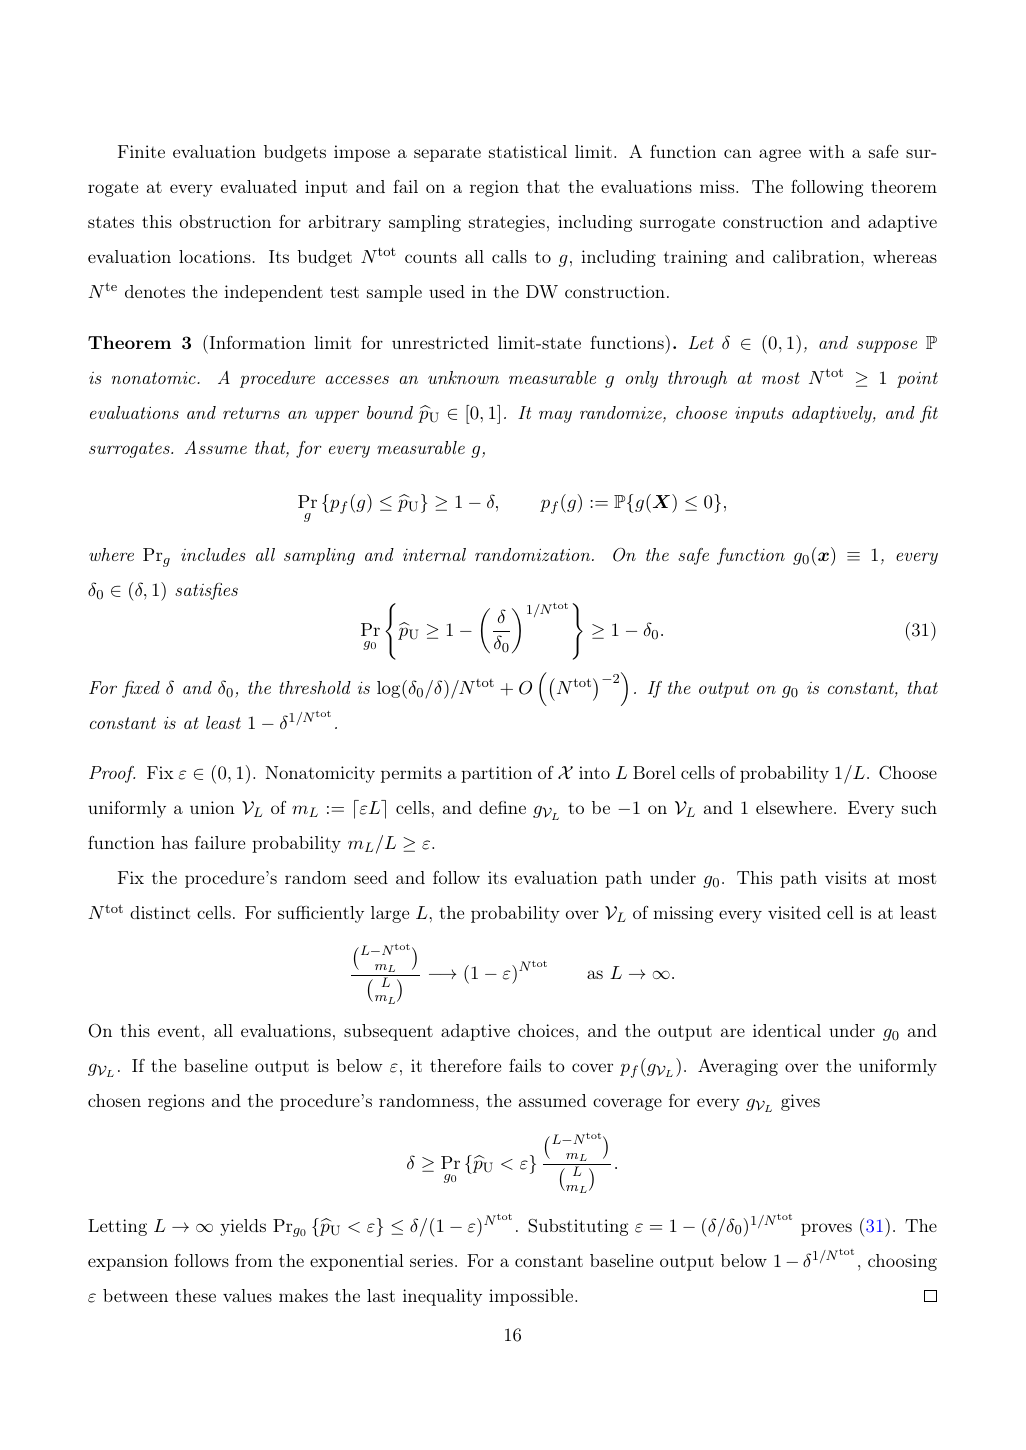 Finite evaluation budgets impose a separate statistical limit. A function can agree with a safe sur-
rogate at every evaluated input and fail on a region that the evaluations miss. The following theorem
states this obstruction for arbitrary sampling strategies, including surrogate construction and adaptive
evaluation locations. Its budget N^tot counts all calls to g, including training and calibration, whereas
N^te denotes the independent test sample used in the DW construction.
Theorem 3 (Information limit for unrestricted limit-state functions). Let δ ∈ (0, 1), and suppose ℙ
is nonatomic. A procedure accesses an unknown measurable g only through at most N^tot ≥ 1 point
evaluations and returns an upper bound p̂_U ∈ [0, 1]. It may randomize, choose inputs adaptively, and fit
surrogates. Assume that, for every measurable g,
Pr_g {p_f(g) ≤ p̂_U} ≥ 1 − δ, p_f(g) := ℙ{g(X) ≤ 0},
where Pr_g includes all sampling and internal randomization. On the safe function g_0(x) ≡ 1, every
δ_0 ∈ (δ, 1) satisfies
Pr_{g_0} { p̂_U ≥ 1 − (δ/δ_0)^{1/N^tot} } ≥ 1 − δ_0. (31)
For fixed δ and δ_0, the threshold is log(δ_0/δ)/N^tot + O((N^tot)^{−2}). If the output on g_0 is constant, that
constant is at least 1 − δ^{1/N^tot}.
Proof. Fix ε ∈ (0, 1). Nonatomicity permits a partition of 𝒳 into L Borel cells of probability 1/L. Choose
uniformly a union 𝒱_L of m_L := ⌈εL⌉ cells, and define g_{𝒱_L} to be −1 on 𝒱_L and 1 elsewhere. Every such
function has failure probability m_L/L ≥ ε.
Fix the procedure's random seed and follow its evaluation path under g_0. This path visits at most
N^tot distinct cells. For sufficiently large L, the probability over 𝒱_L of missing every visited cell is at least
\frac{\binom{L−N^tot}{m_L}}{\binom{L}{m_L}} ⟶ (1 − ε)^{N^tot} as L → ∞.
On this event, all evaluations, subsequent adaptive choices, and the output are identical under g_0 and
g_{𝒱_L}. If the baseline output is below ε, it therefore fails to cover p_f(g_{𝒱_L}). Averaging over the uniformly
chosen regions and the procedure's randomness, the assumed coverage for every g_{𝒱_L} gives
δ ≥ Pr_{g_0} {p̂_U < ε} \frac{\binom{L−N^tot}{m_L}}{\binom{L}{m_L}}.
Letting L → ∞ yields Pr_{g_0} {p̂_U < ε} ≤ δ/(1 − ε)^{N^tot}. Substituting ε = 1 − (δ/δ_0)^{1/N^tot} proves (31). The
expansion follows from the exponential series. For a constant baseline output below 1 − δ^{1/N^tot}, choosing
ε between these values makes the last inequality impossible. □
16